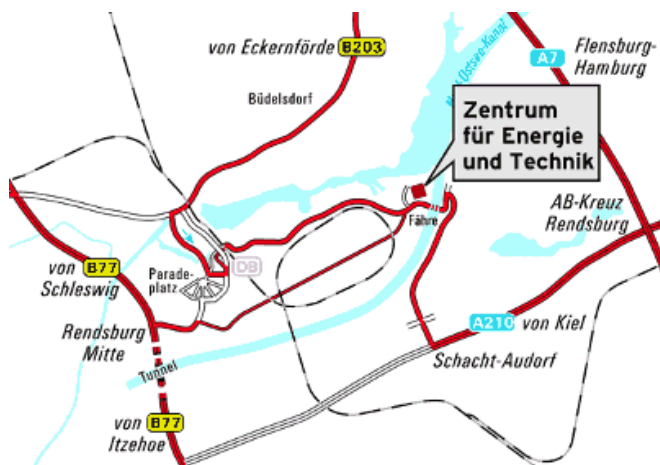 von Eckernförde B203
A7 Flensburg-
Hamburg
Büdelsdorf
Nord-Ostsee-Kanal
Zentrum
für Energie
und Technik
AB-Kreuz
Rendsburg
Fähre
DB
von
B77
Schleswig
Parade-
platz
Rendsburg
Mitte
A210 von Kiel
Schacht-Audorf
Tunnel
von
B77
Itzehoe